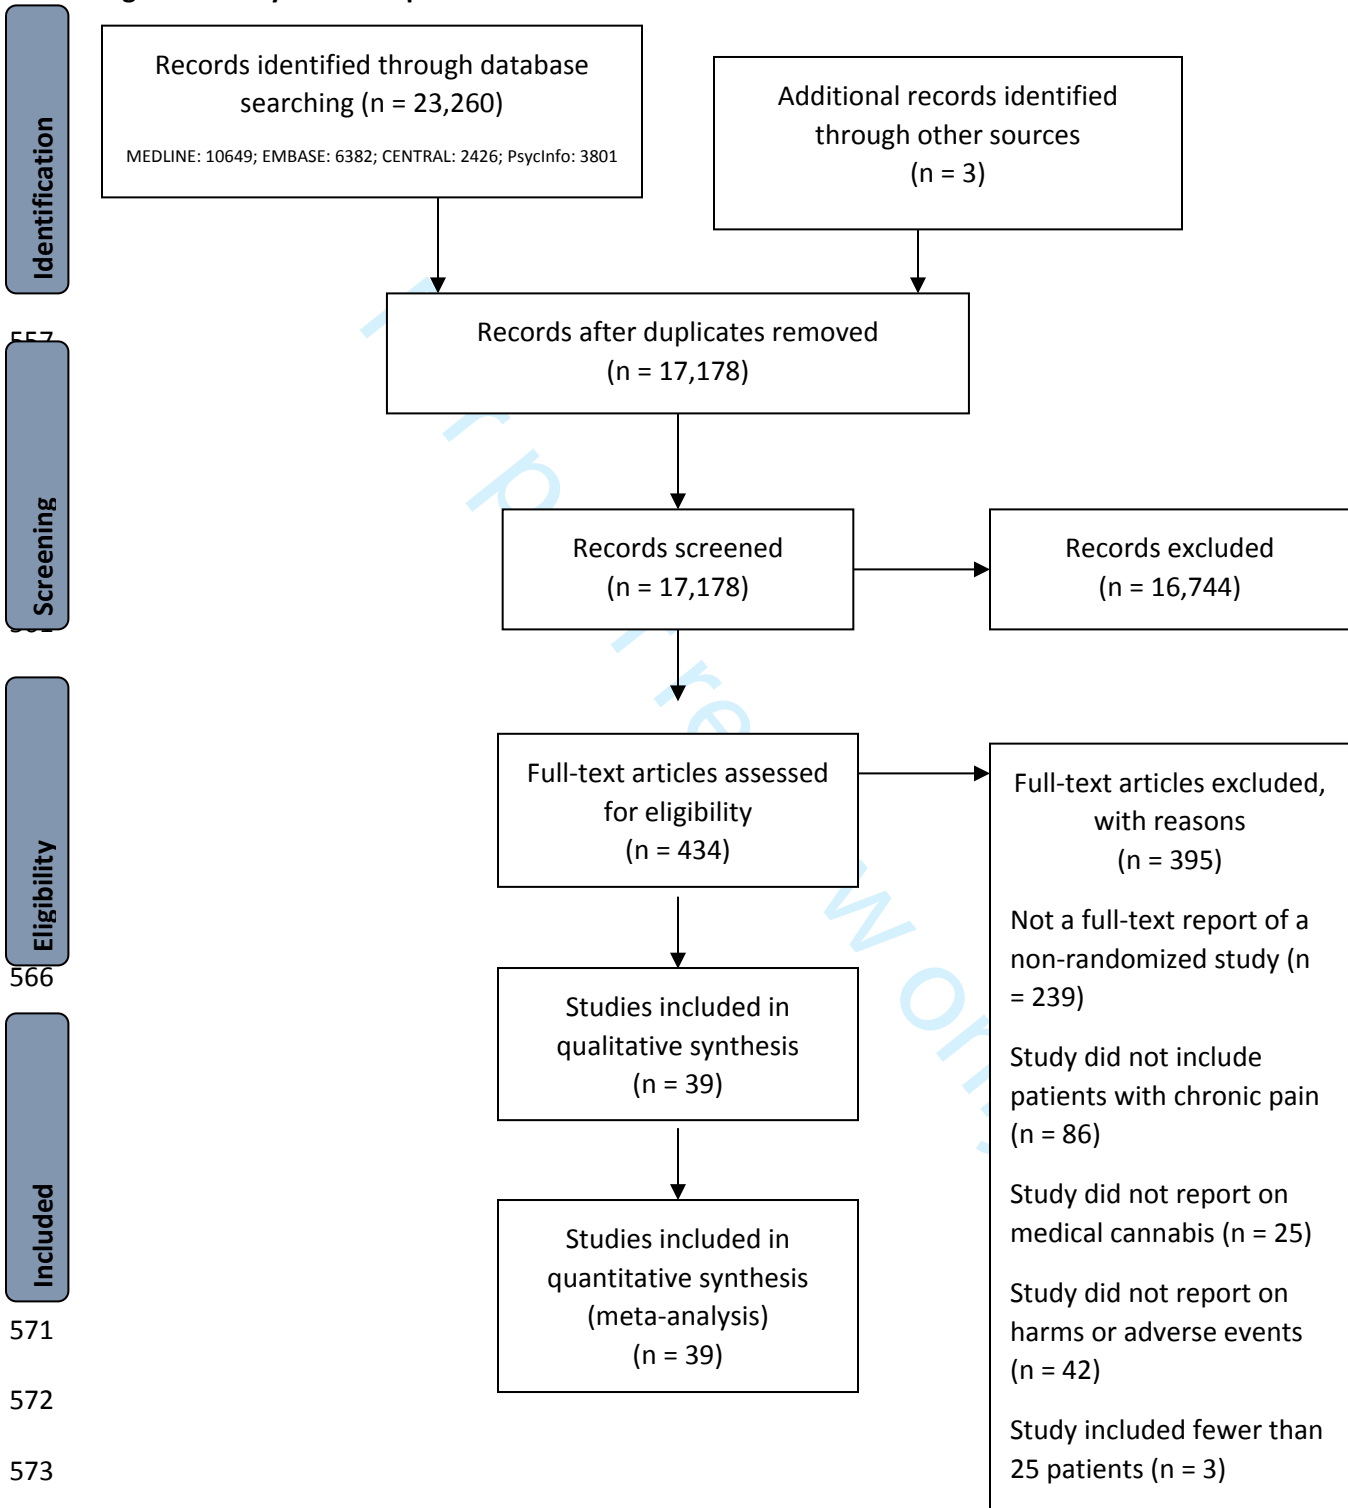 Identification
Records identified through database
searching (n = 23,260)
MEDLINE: 10649; EMBASE: 6382; CENTRAL: 2426; PsycInfo: 3801
Additional records identified
through other sources
(n = 3)
557
Records after duplicates removed
(n = 17,178)
Screening
Records screened
(n = 17,178)
Records excluded
(n = 16,744)
Eligibility
Full-text articles assessed
for eligibility
(n = 434)
Full-text articles excluded,
with reasons
(n = 395)
Not a full-text report of a
non-randomized study (n
= 239)
Study did not include
patients with chronic pain
(n = 86)
Study did not report on
medical cannabis (n = 25)
Study did not report on
harms or adverse events
(n = 42)
Study included fewer than
25 patients (n = 3)
566
Studies included in
qualitative synthesis
(n = 39)
Included
Studies included in
quantitative synthesis
(meta-analysis)
(n = 39)
571
572
573